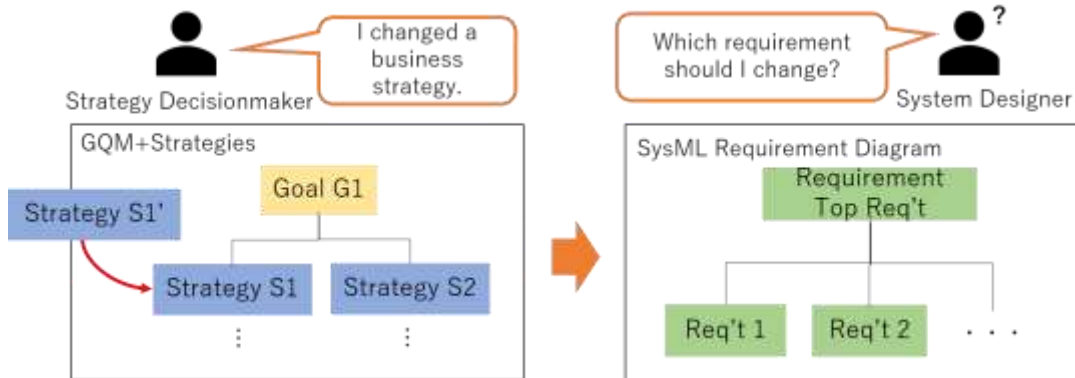 I changed a
business
strategy.
Strategy Decisionmaker
Which requirement
should I change?
?
System Designer
GQM+Strategies
Goal G1
Strategy S1'
Strategy S1
Strategy S2
⋮
⋮
SysML Requirement Diagram
Requirement
Top Req't
Req't 1
Req't 2
· · ·